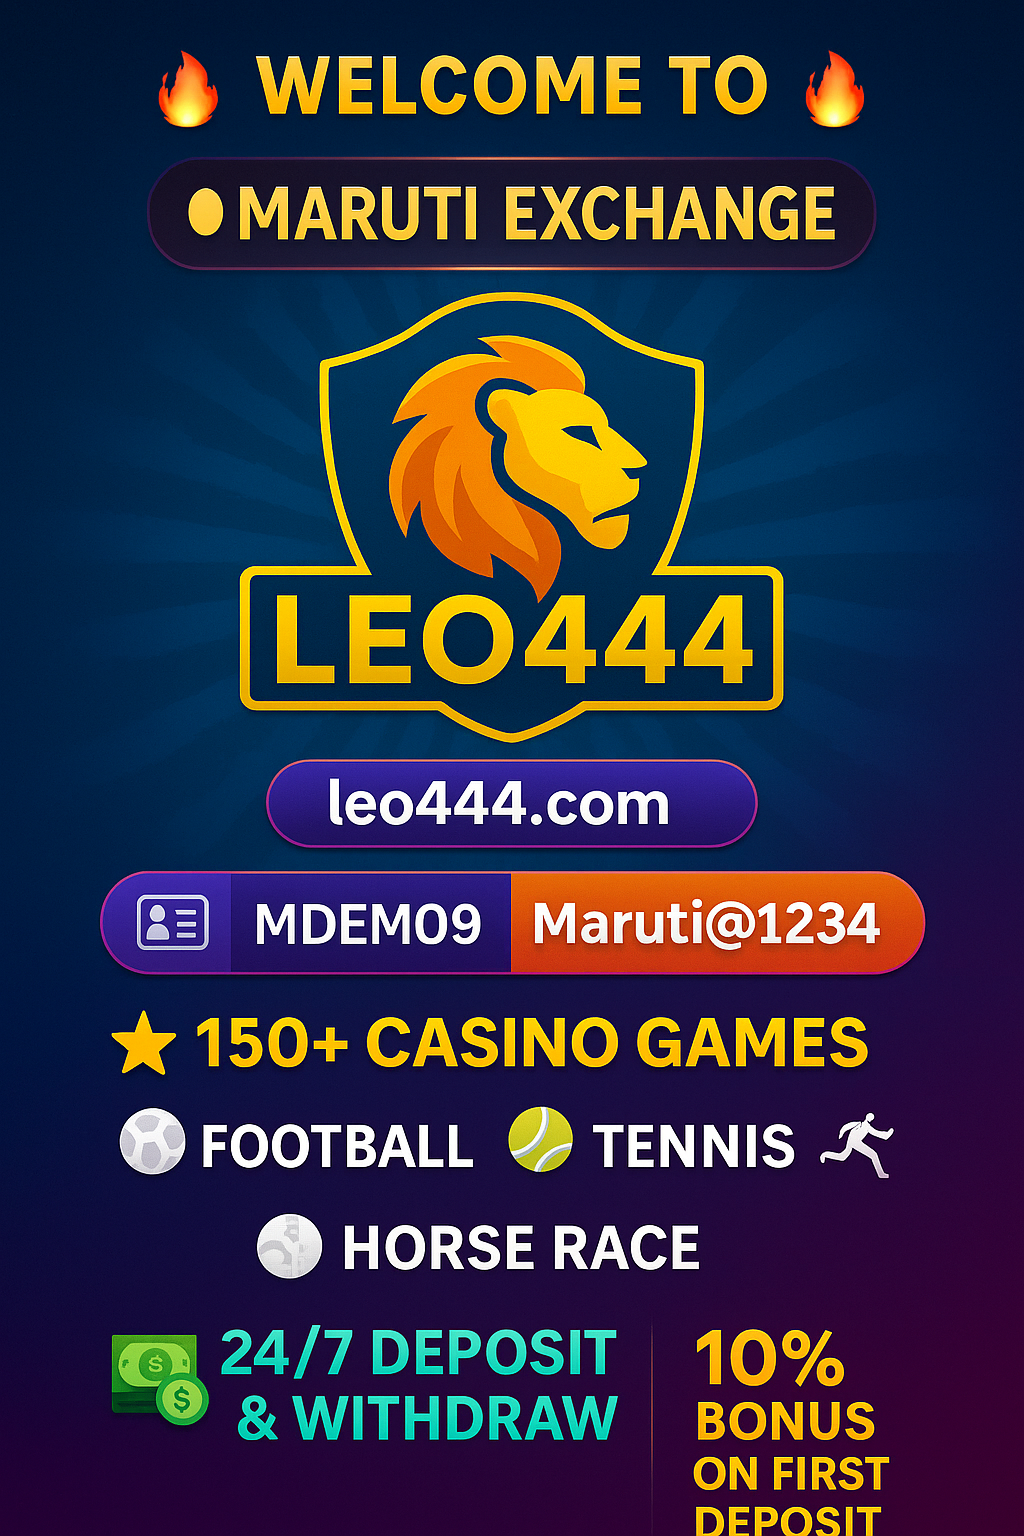 WELCOME TO
MARUTI EXCHANGE
LEO444
leo444.com
MDEM09 Maruti@1234
150+ CASINO GAMES
FOOTBALL TENNIS
HORSE RACE
24/7 DEPOSIT
& WITHDRAW
10%
BONUS
ON FIRST
DEPOSIT